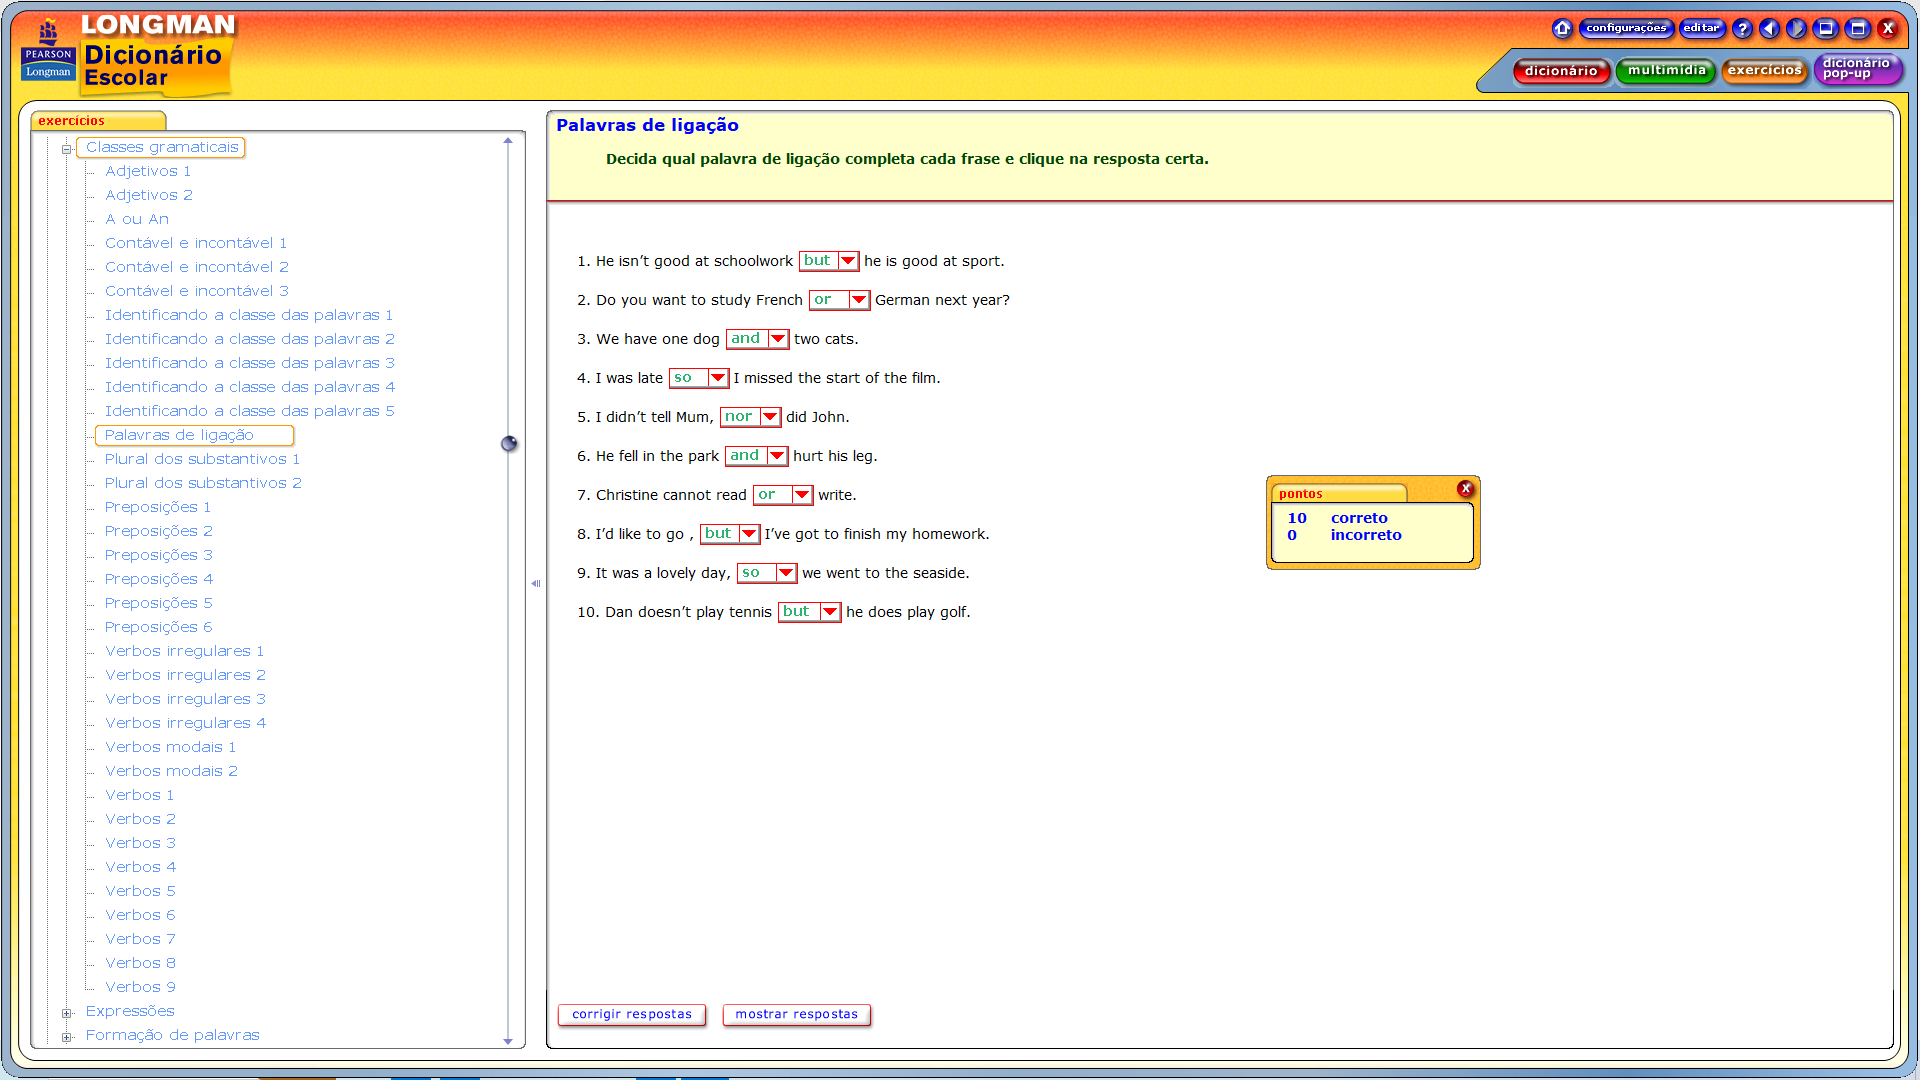 LONGMAN
Dicionário
Escolar
PEARSON
Longman
configurações
editar
?
dicionário
multimídia
exercícios
dicionário
pop-up
exercícios
Classes gramaticais
Adjetivos 1
Adjetivos 2
A ou An
Contável e incontável 1
Contável e incontável 2
Contável e incontável 3
Identificando a classe das palavras 1
Identificando a classe das palavras 2
Identificando a classe das palavras 3
Identificando a classe das palavras 4
Identificando a classe das palavras 5
Palavras de ligação
Plural dos substantivos 1
Plural dos substantivos 2
Preposições 1
Preposições 2
Preposições 3
Preposições 4
Preposições 5
Preposições 6
Verbos irregulares 1
Verbos irregulares 2
Verbos irregulares 3
Verbos irregulares 4
Verbos modais 1
Verbos modais 2
Verbos 1
Verbos 2
Verbos 3
Verbos 4
Verbos 5
Verbos 6
Verbos 7
Verbos 8
Verbos 9
Expressões
Formação de palavras
Palavras de ligação
Decida qual palavra de ligação completa cada frase e clique na resposta certa.
1. He isn’t good at schoolwork but he is good at sport.
2. Do you want to study French or German next year?
3. We have one dog and two cats.
4. I was late so I missed the start of the film.
5. I didn’t tell Mum, nor did John.
6. He fell in the park and hurt his leg.
7. Christine cannot read or write.
8. I’d like to go , but I’ve got to finish my homework.
9. It was a lovely day, so we went to the seaside.
10. Dan doesn’t play tennis but he does play golf.
pontos
10 correto
0 incorreto
corrigir respostas
mostrar respostas